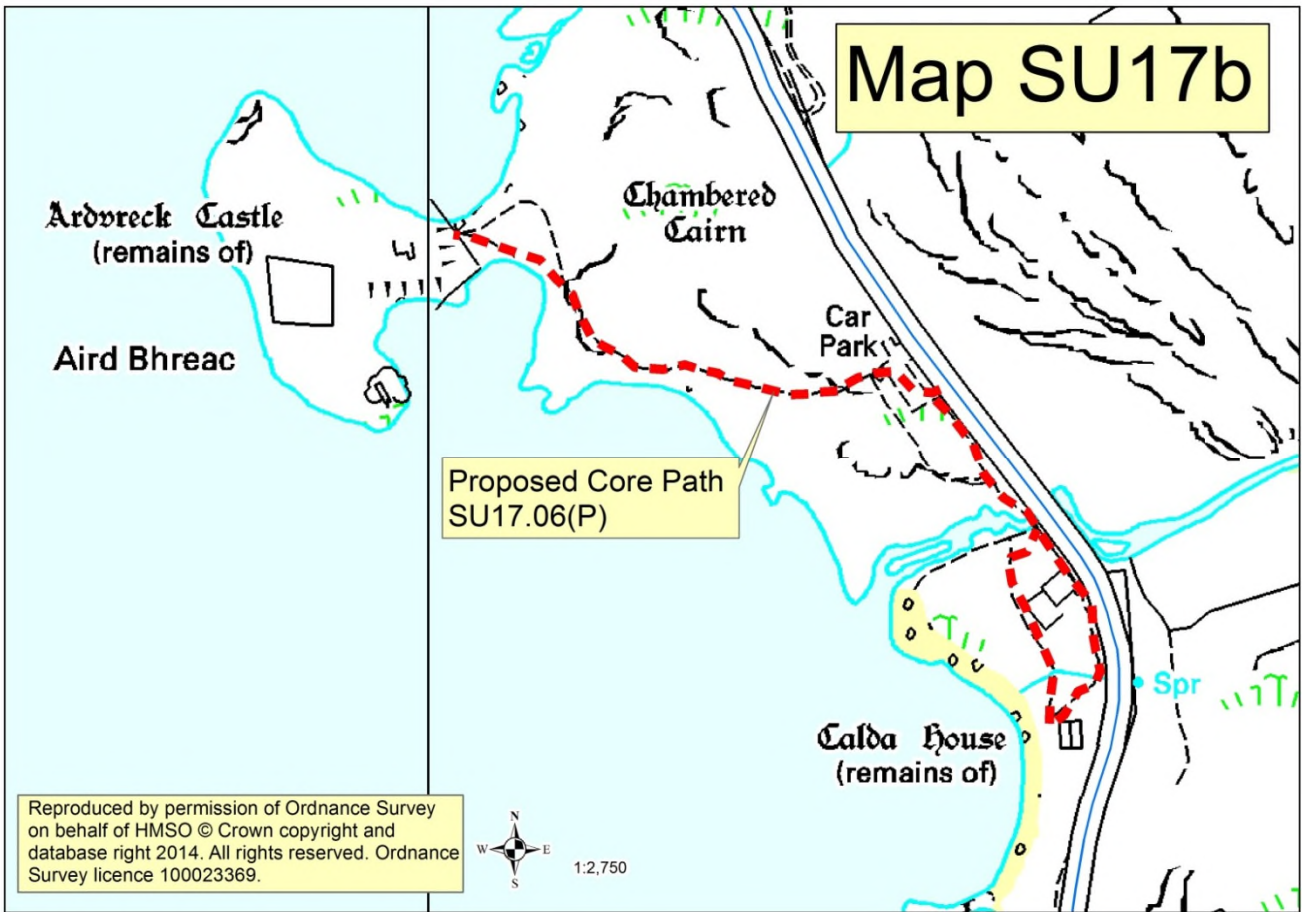 Map SU17b
Ardvreck Castle
(remains of)
Chambered
Cairn
Aird Bhreac
Car
Park
Proposed Core Path
SU17.06(P)
Spr
Calda House
(remains of)
Reproduced by permission of Ordnance Survey
on behalf of HMSO © Crown copyright and
database right 2014. All rights reserved. Ordnance
Survey licence 100023369.
N
W E
S
1:2,750